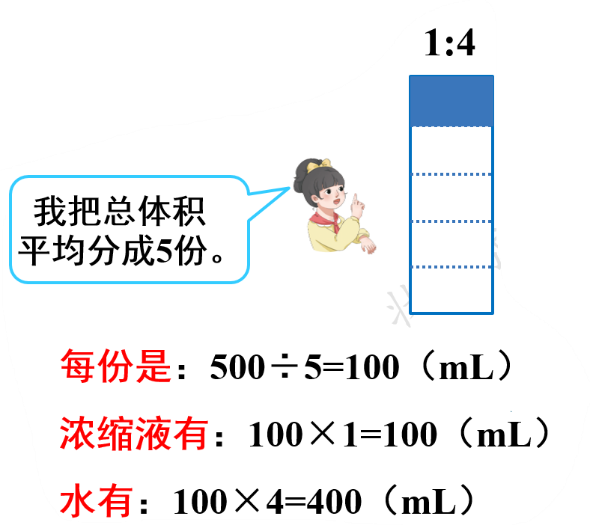 1:4
我把总体积
平均分成5份。
每份是：500÷5=100（mL）
浓缩液有：100×1=100（mL）
水有：100×4=400（mL）